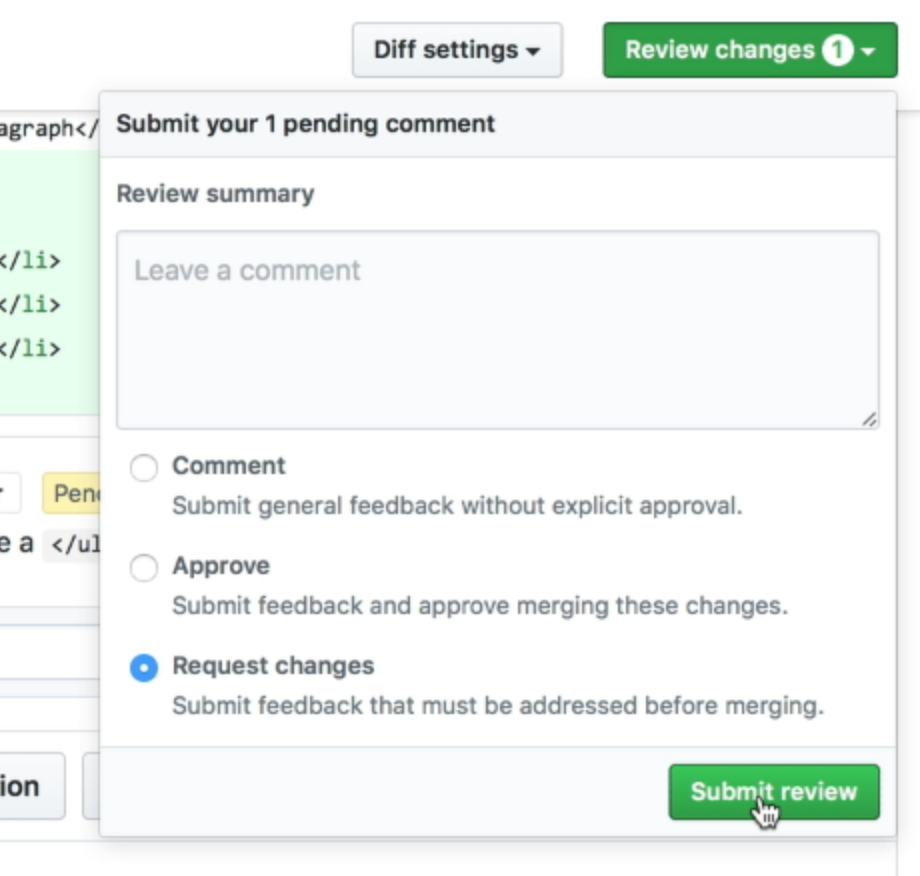 Diff settings
Review changes 1
agraph</
Submit your 1 pending comment
Review summary
Leave a comment
</li>
</li>
</li>
Comment
Submit general feedback without explicit approval.
Pend
e a </ul
Approve
Submit feedback and approve merging these changes.
Request changes
Submit feedback that must be addressed before merging.
ion
Submit review